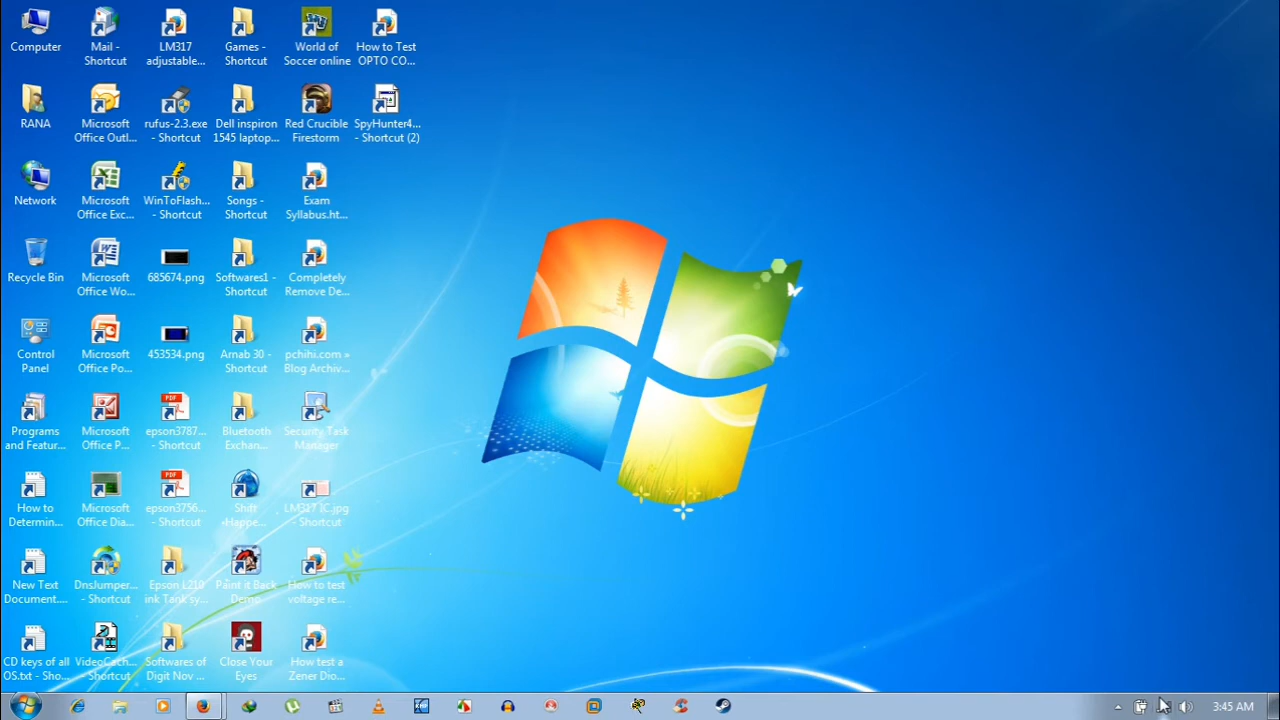 Computer
Mail -
Shortcut
LM317
adjustable...
Games -
Shortcut
World of
Soccer online
How to Test
OPTO CO...
RANA
Microsoft
Office Outl...
rufus-2.3.exe
- Shortcut
Dell inspiron
1545 laptop...
Red Crucible
Firestorm
SpyHunter4...
- Shortcut (2)
Network
Microsoft
Office Exc...
WinToFlash...
- Shortcut
Songs -
Shortcut
Exam
Syllabus.ht...
Recycle Bin
Microsoft
Office Wo...
685674.png
Softwares1 -
Shortcut
Completely
Remove De...
Control
Panel
Microsoft
Office Po...
453534.png
Arnab 30 -
Shortcut
pchihi.com »
Blog Archiv...
Programs
and Featur...
Microsoft
Office P...
PDF
epson3787...
- Shortcut
Bluetooth
Exchan...
Security Task
Manager
How to
Determin...
Microsoft
Office Dia...
PDF
epson3756...
- Shortcut
Shift
Happe...
LM317 IC.jpg
- Shortcut
New Text
Document....
DnsJumper...
- Shortcut
Epson L210
ink Tank sy...
Paint it Back
Demo
How to test
voltage re...
CD keys of all
OS.txt - Sho...
VideoCach...
- Shortcut
Softwares of
Digit Nov ...
Close Your
Eyes
How test a
Zener Dio...
3:45 AM